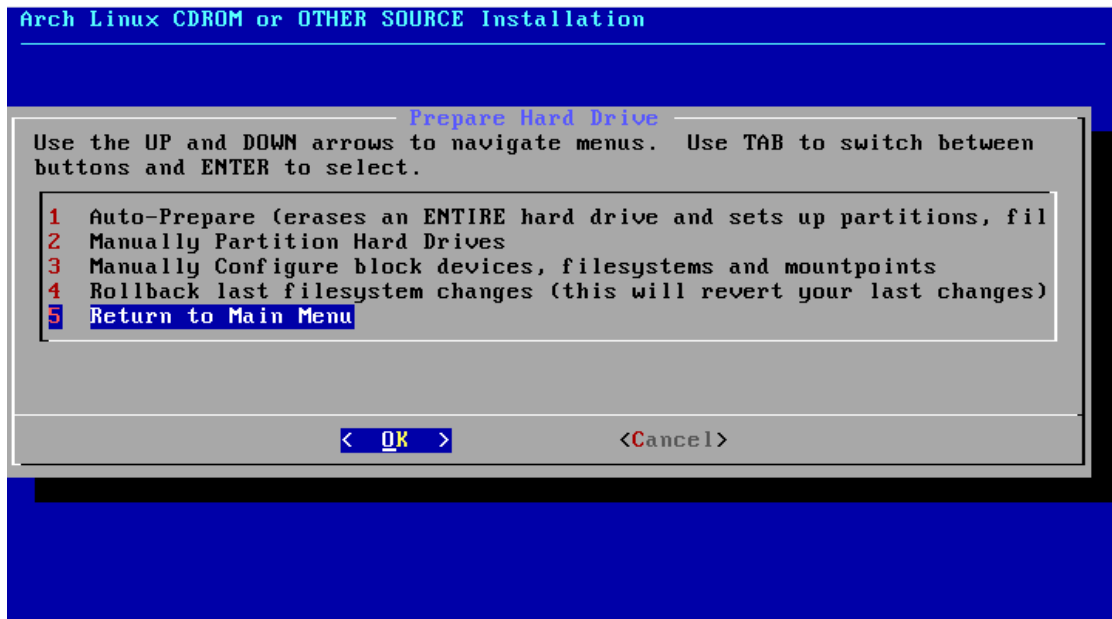 Arch Linux CDROM or OTHER SOURCE Installation
Prepare Hard Drive
Use the UP and DOWN arrows to navigate menus.  Use TAB to switch between
buttons and ENTER to select.
1  Auto-Prepare (erases an ENTIRE hard drive and sets up partitions, fil
2  Manually Partition Hard Drives
3  Manually Configure block devices, filesystems and mountpoints
4  Rollback last filesystem changes (this will revert your last changes)
5  Return to Main Menu
<  OK  > <Cancel>